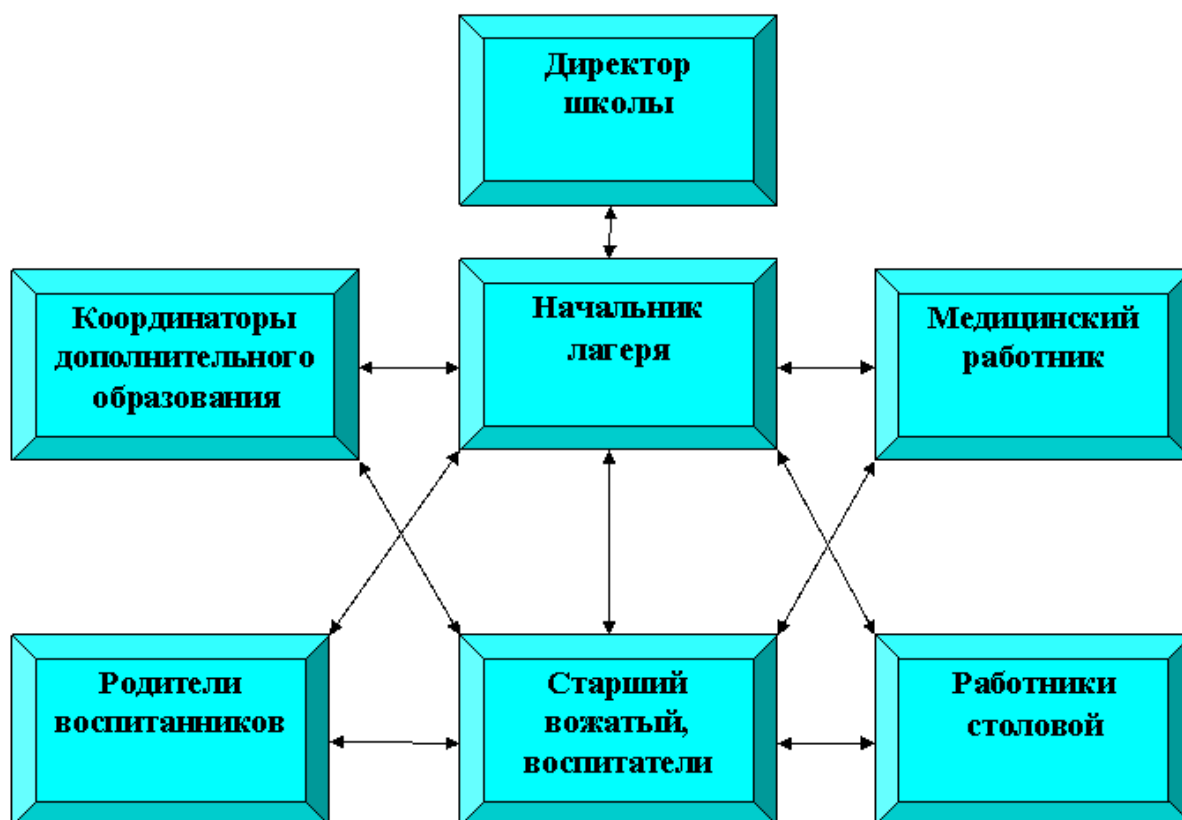 Директор
школы
Координаторы
дополнительного
образования
Начальник
лагеря
Медицинский
работник
Родители
воспитанников
Старший
вожатый,
воспитатели
Работники
столовой